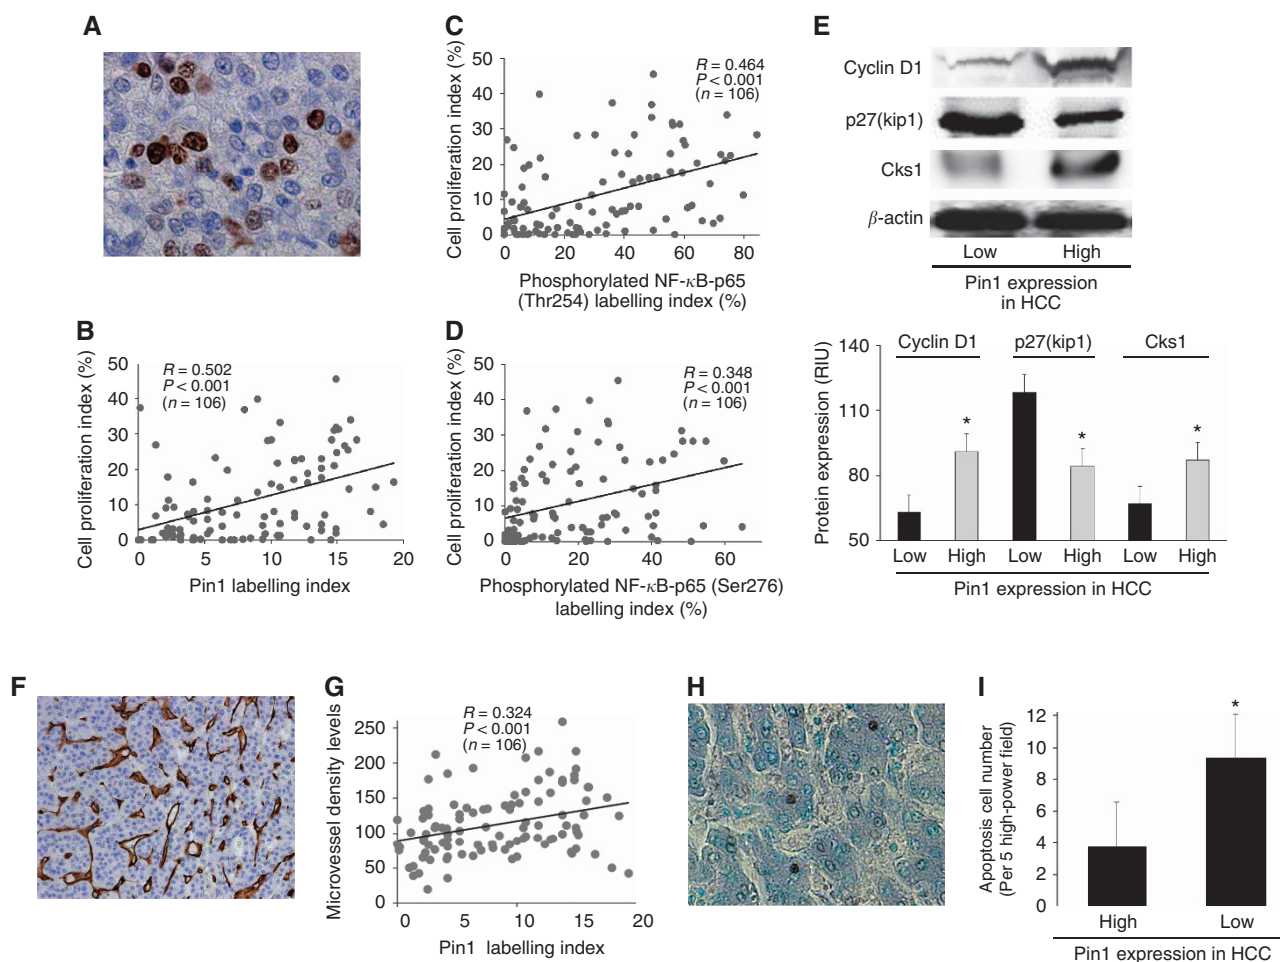 A
C
Cell proliferation index (%)
50
40
30
20
10
0
R = 0.464
P < 0.001
(n = 106)
0 20 40 60 80
Phosphorylated NF-κB-p65
(Thr254) labelling index (%)
E
Cyclin D1
p27(kip1)
Cks1
β-actin
Low High
Pin1 expression
in HCC
B
Cell proliferation index (%)
50
40
30
20
10
0
R = 0.502
P < 0.001
(n = 106)
0 5 10 15 20
Pin1 labelling index
D
Cell proliferation index (%)
50
40
30
20
10
0
R = 0.348
P < 0.001
(n = 106)
0 20 40 60
Phosphorylated NF-κB-p65 (Ser276)
labelling index (%)
Protein expression (RIU)
140
110
80
50
Cyclin D1 p27(kip1) Cks1
* * *
Low High Low High Low High
Pin1 expression in HCC
F
G
Microvessel density levels
250
200
150
100
50
0
R = 0.324
P < 0.001
(n = 106)
0 5 10 15 20
Pin1 labelling index
H
I
Apoptosis cell number
(Per 5 high-power field)
12
10
8
6
4
2
0
*
High Low
Pin1 expression in HCC